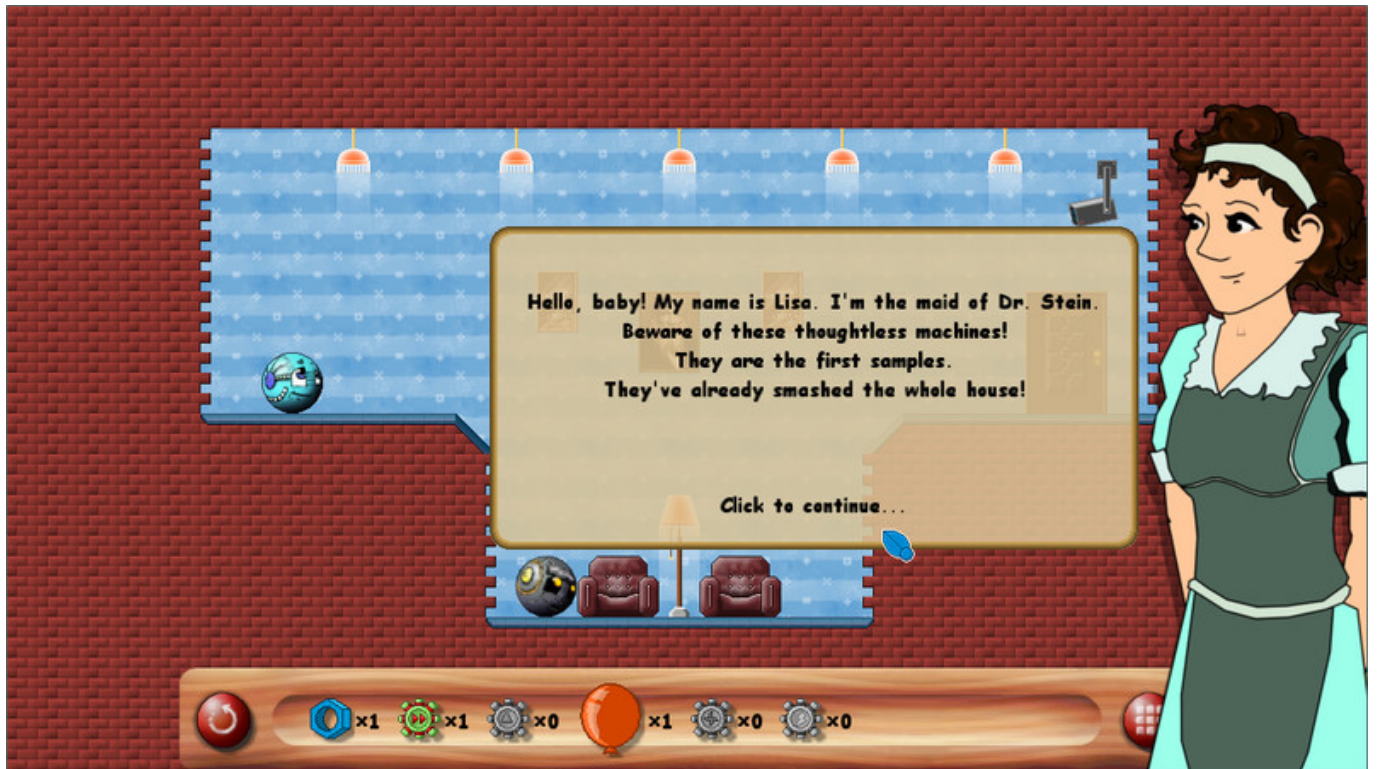 Hello, baby! My name is Lisa. I'm the maid of Dr. Stein.
Beware of these thoughtless machines!
They are the first samples.
They've already smashed the whole house!
Click to continue...
×1 ×1 ×0 ×1 ×0 ×0